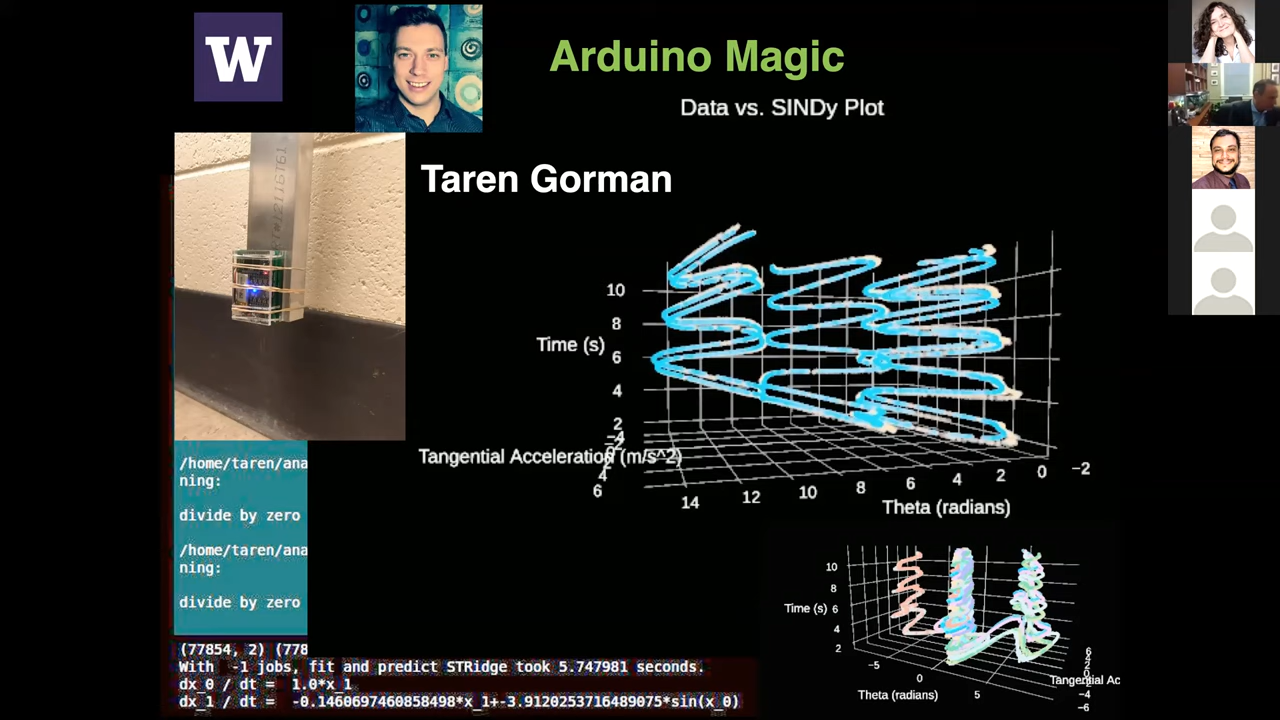 W
Arduino Magic
Data vs. SINDy Plot
Taren Gorman
10
8
Time (s)
6
4
2
Tangential Acceleration (m/s^2)
4
6
14
12
10
8
6
4
2
0
−2
Theta (radians)
/home/taren/ana
ning:
divide by zero
/home/taren/ana
ning:
divide by zero
(77854, 2) (778
With -1 jobs, fit and predict STRidge took 5.747981 seconds.
dx_0 / dt = 1.0*x_1
dx_1 / dt = -0.1460697460858498*x_1+-3.9120253716489075*sin(x_0)
10
8
Time (s)
6
4
2
−5
0
5
Theta (radians)
Tangential Ac
6
−4
−6